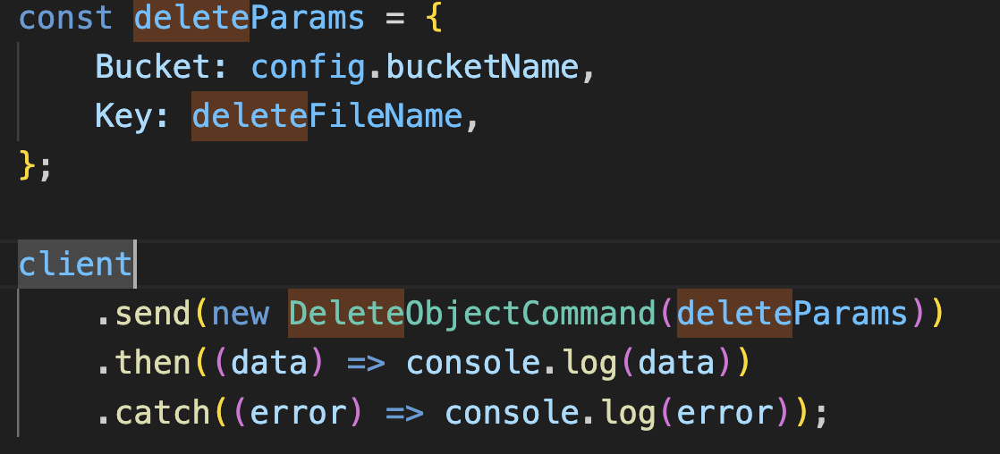 const deleteParams = {
    Bucket: config.bucketName,
    Key: deleteFileName,
};

client
    .send(new DeleteObjectCommand(deleteParams))
    .then((data) => console.log(data))
    .catch((error) => console.log(error));